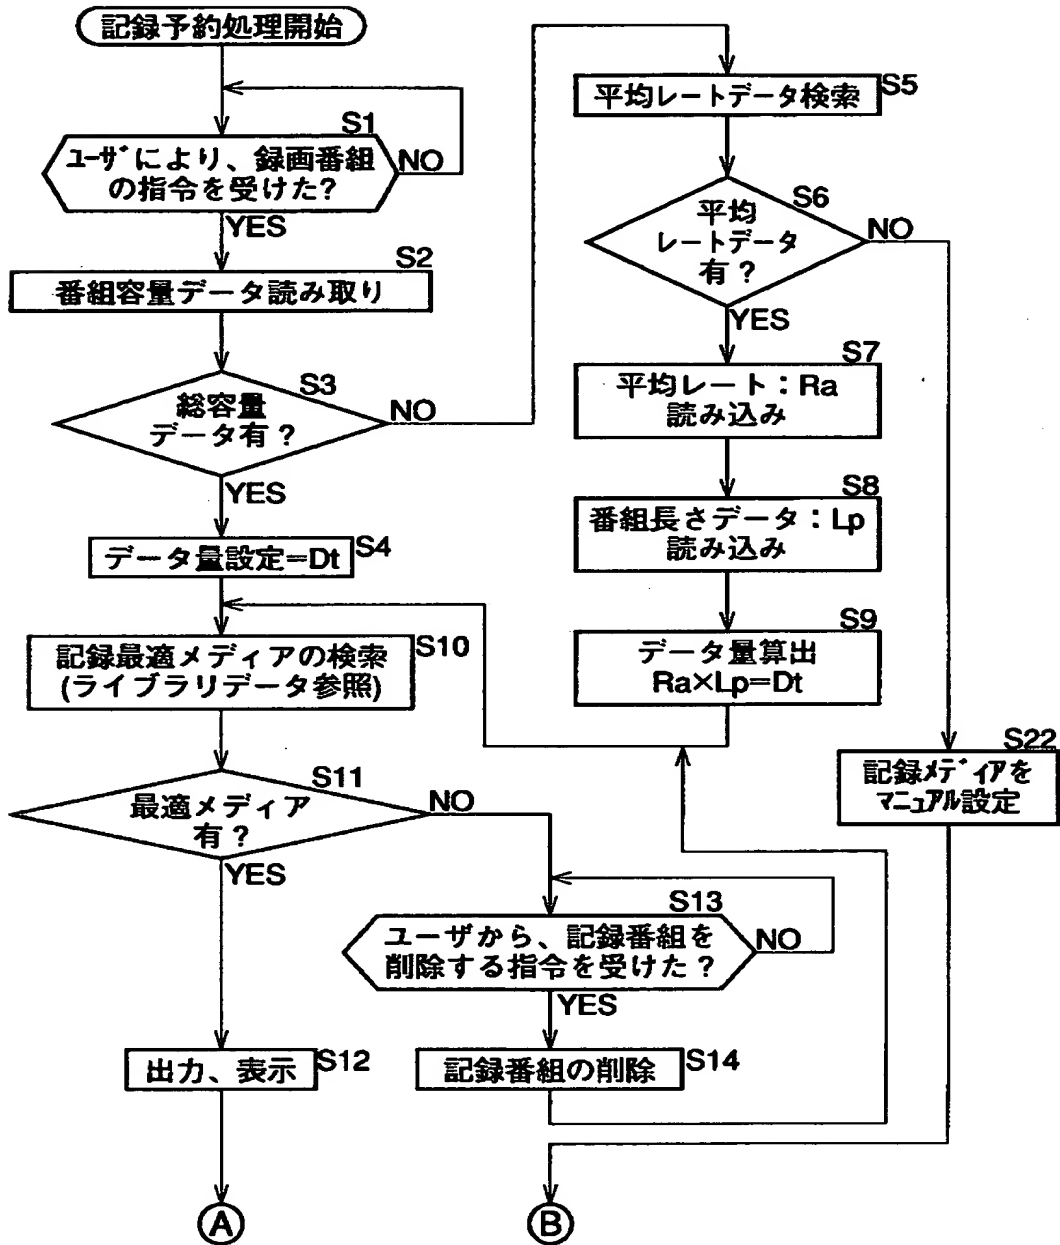 記録予約処理開始
S1
ユーザにより、録画番組
の指令を受けた?
NO
YES
S2
番組容量データ読み取り
S3
総容量
データ有?
NO
YES
データ量設定=Dt
S4
記録最適メディアの検索
(ライブラリデータ参照)
S10
S11
最適メディア
有?
NO
YES
出力、表示
S12
A
S5
平均レートデータ検索
S6
平均
レートデータ
有?
NO
YES
S7
平均レート:Ra
読み込み
S8
番組長さデータ:Lp
読み込み
S9
データ量算出
Ra×Lp=Dt
S22
記録メディアを
マニュアル設定
S13
ユーザから、記録番組を
削除する指令を受けた?
NO
YES
記録番組の削除
S14
B